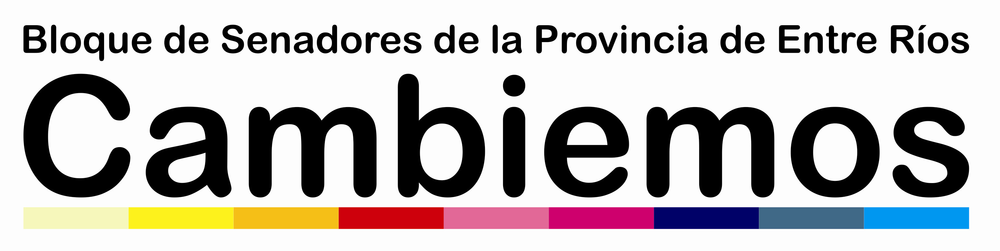 Bloque de Senadores de la Provincia de Entre Ríos
Cambiemos